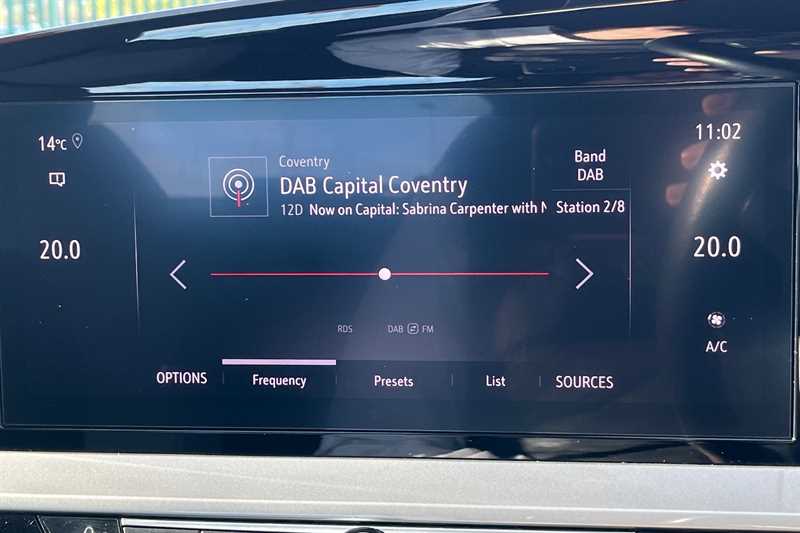 14°C
11:02
Coventry
Band
DAB
DAB Capital Coventry
12D Now on Capital: Sabrina Carpenter with
Station 2/8
20.0
20.0
RDS
DAB FM
A/C
OPTIONS
Frequency
Presets
List
SOURCES